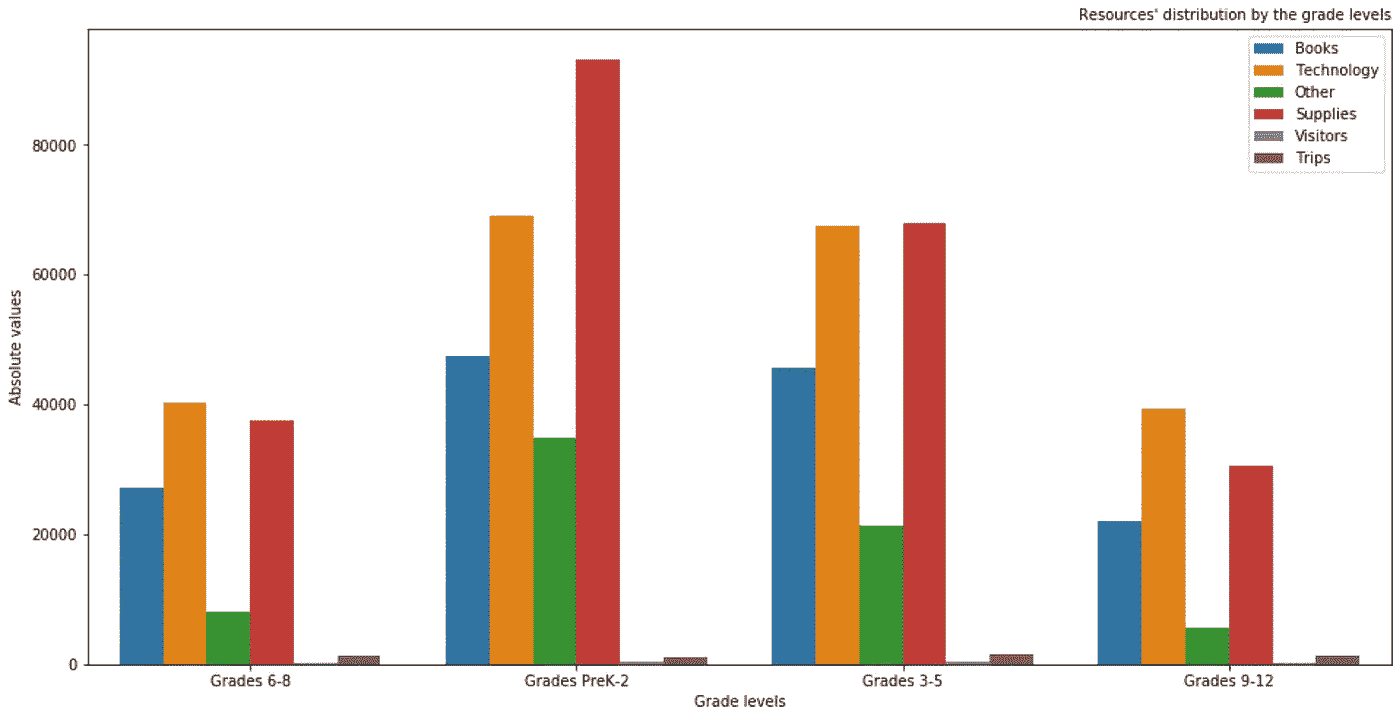 Resources' distribution by the grade levels
Books
Technology
Other
Supplies
Visitors
Trips
Absolute values
80000
60000
40000
20000
0
Grades 6-8
Grades PreK-2
Grades 3-5
Grades 9-12
Grade levels